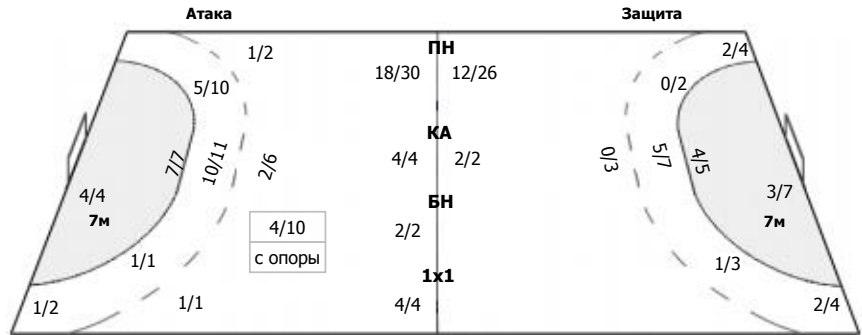 Атака
Защита
1/2
ПН
2/4
18/30
12/26
5/10
0/2
КА
7/7
10/11
2/6
4/4
2/2
0/3
5/7
4/5
4/4
7м
БН
3/7
7м
4/10
2/2
с опоры
1/1
1/3
1x1
1/2
1/1
4/4
2/4